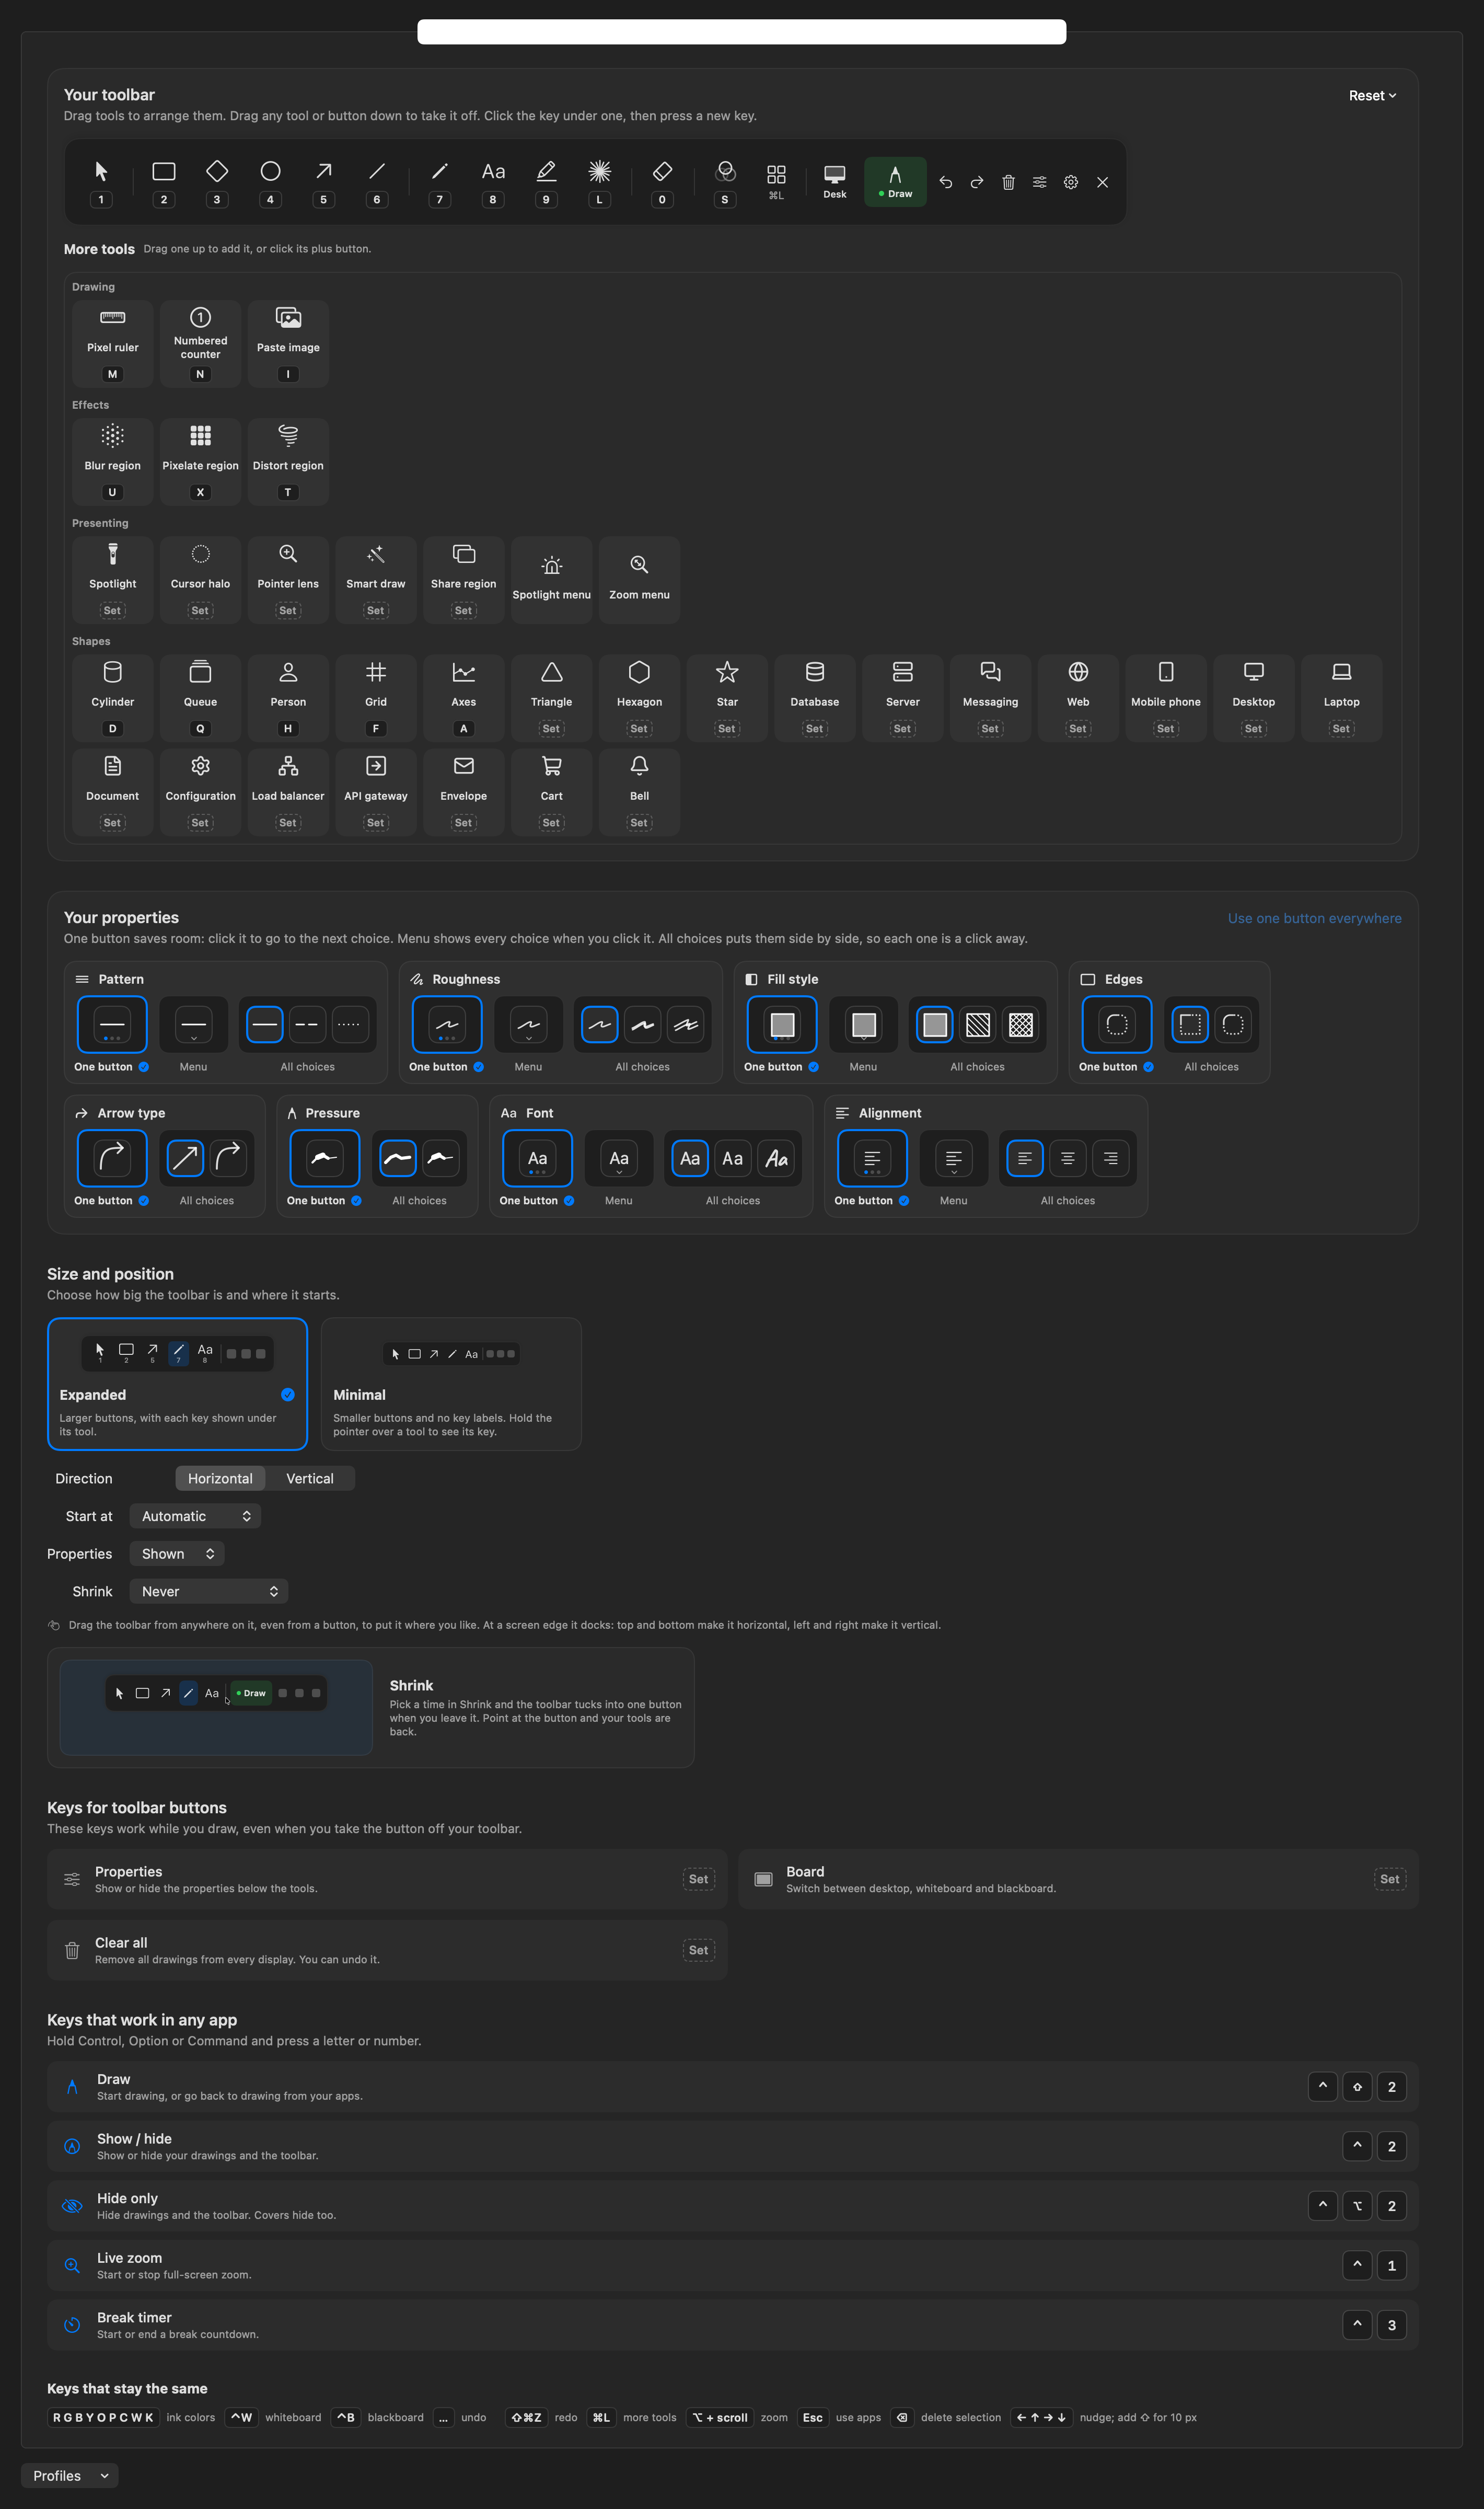 Your toolbar
Reset
Drag tools to arrange them. Drag any tool or button down to take it off. Click the key under one, then press a new key.
Aa
Desk
Draw
1 2 3 4 5 6 7 8 9 L 0 S ⌘L
More tools Drag one up to add it, or click its plus button.
Drawing
1
Pixel ruler Numbered counter Paste image
M N I
Effects
Blur region Pixelate region Distort region
U X T
Presenting
Spotlight Cursor halo Pointer lens Smart draw Share region Spotlight menu Zoom menu
Set Set Set Set Set
Shapes
Cylinder Queue Person Grid Axes Triangle Hexagon Star Database Server Messaging Web Mobile phone Desktop Laptop
D Q H F A Set Set Set Set Set Set Set Set Set Set
Document Configuration Load balancer API gateway Envelope Cart Bell
Set Set Set Set Set Set Set
Your properties
Use one button everywhere
One button saves room: click it to go to the next choice. Menu shows every choice when you click it. All choices puts them side by side, so each one is a click away.
Pattern Roughness Fill style Edges
One button Menu All choices One button Menu All choices One button Menu All choices One button All choices
Arrow type Pressure Aa Font Alignment
Aa Aa Aa Aa Aa
One button All choices One button All choices One button Menu All choices One button Menu All choices
Size and position
Choose how big the toolbar is and where it starts.
Aa Aa
1 2 5 7 8
Expanded
Larger buttons, with each key shown under
its tool.
Minimal
Smaller buttons and no key labels. Hold the
pointer over a tool to see its key.
Direction Horizontal Vertical
Start at Automatic
Properties Shown
Shrink Never
Drag the toolbar from anywhere on it, even from a button, to put it where you like. At a screen edge it docks: top and bottom make it horizontal, left and right make it vertical.
Aa Draw
Shrink
Pick a time in Shrink and the toolbar tucks into one button
when you leave it. Point at the button and your tools are
back.
Keys for toolbar buttons
These keys work while you draw, even when you take the button off your toolbar.
Properties
Show or hide the properties below the tools.
Set
Board
Switch between desktop, whiteboard and blackboard.
Set
Clear all
Remove all drawings from every display. You can undo it.
Set
Keys that work in any app
Hold Control, Option or Command and press a letter or number.
Draw
Start drawing, or go back to drawing from your apps.
^ ⇧ 2
Show / hide
Show or hide your drawings and the toolbar.
^ 2
Hide only
Hide drawings and the toolbar. Covers hide too.
^ ⌥ 2
Live zoom
Start or stop full-screen zoom.
^ 1
Break timer
Start or end a break countdown.
^ 3
Keys that stay the same
R G B Y O P C W K ink colors ^W whiteboard ^B blackboard ... undo ⇧⌘Z redo ⌘L more tools ⌥ + scroll zoom Esc use apps ⌫ delete selection ← ↑ → ↓ nudge; add ⇧ for 10 px
Profiles